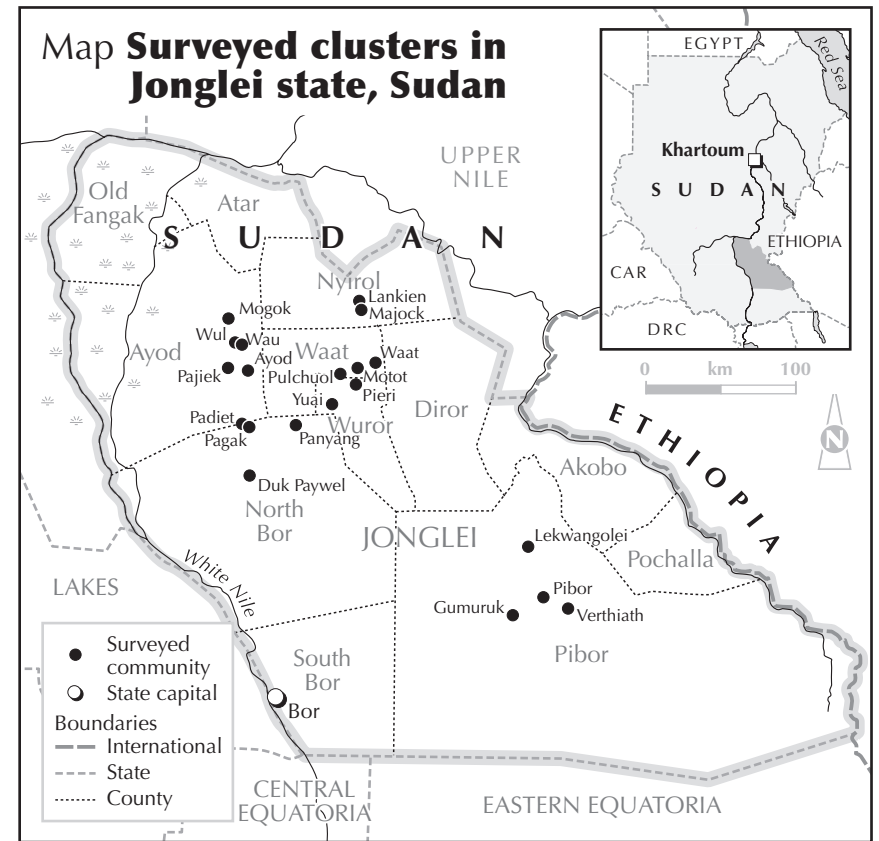 Map Surveyed clusters in
Jonglei state, Sudan
EGYPT
Red Sea
Khartoum
SUDAN
ETHIOPIA
CAR
DRC
0 km 100
N
UPPER
NILE
Old
Fangak
Atar
SUDAN
Nyirol
Lankien
Majock
Mogok
Wul
Wau
Ayod
Ayod
Pajiek
Waat
Waat
Pulchuol
Motot
Pieri
Yuai
Diror
Wuror
Padiet
Pagak
Panyang
Duk Paywel
North
Bor
ETHIOPIA
Akobo
JONGLEI
Lekwangolei
Pochalla
White Nile
LAKES
Pibor
Gumuruk
Verthiath
Pibor
South
Bor
Bor
Surveyed
community
State capital
Boundaries
International
State
County
CENTRAL
EQUATORIA
EASTERN EQUATORIA